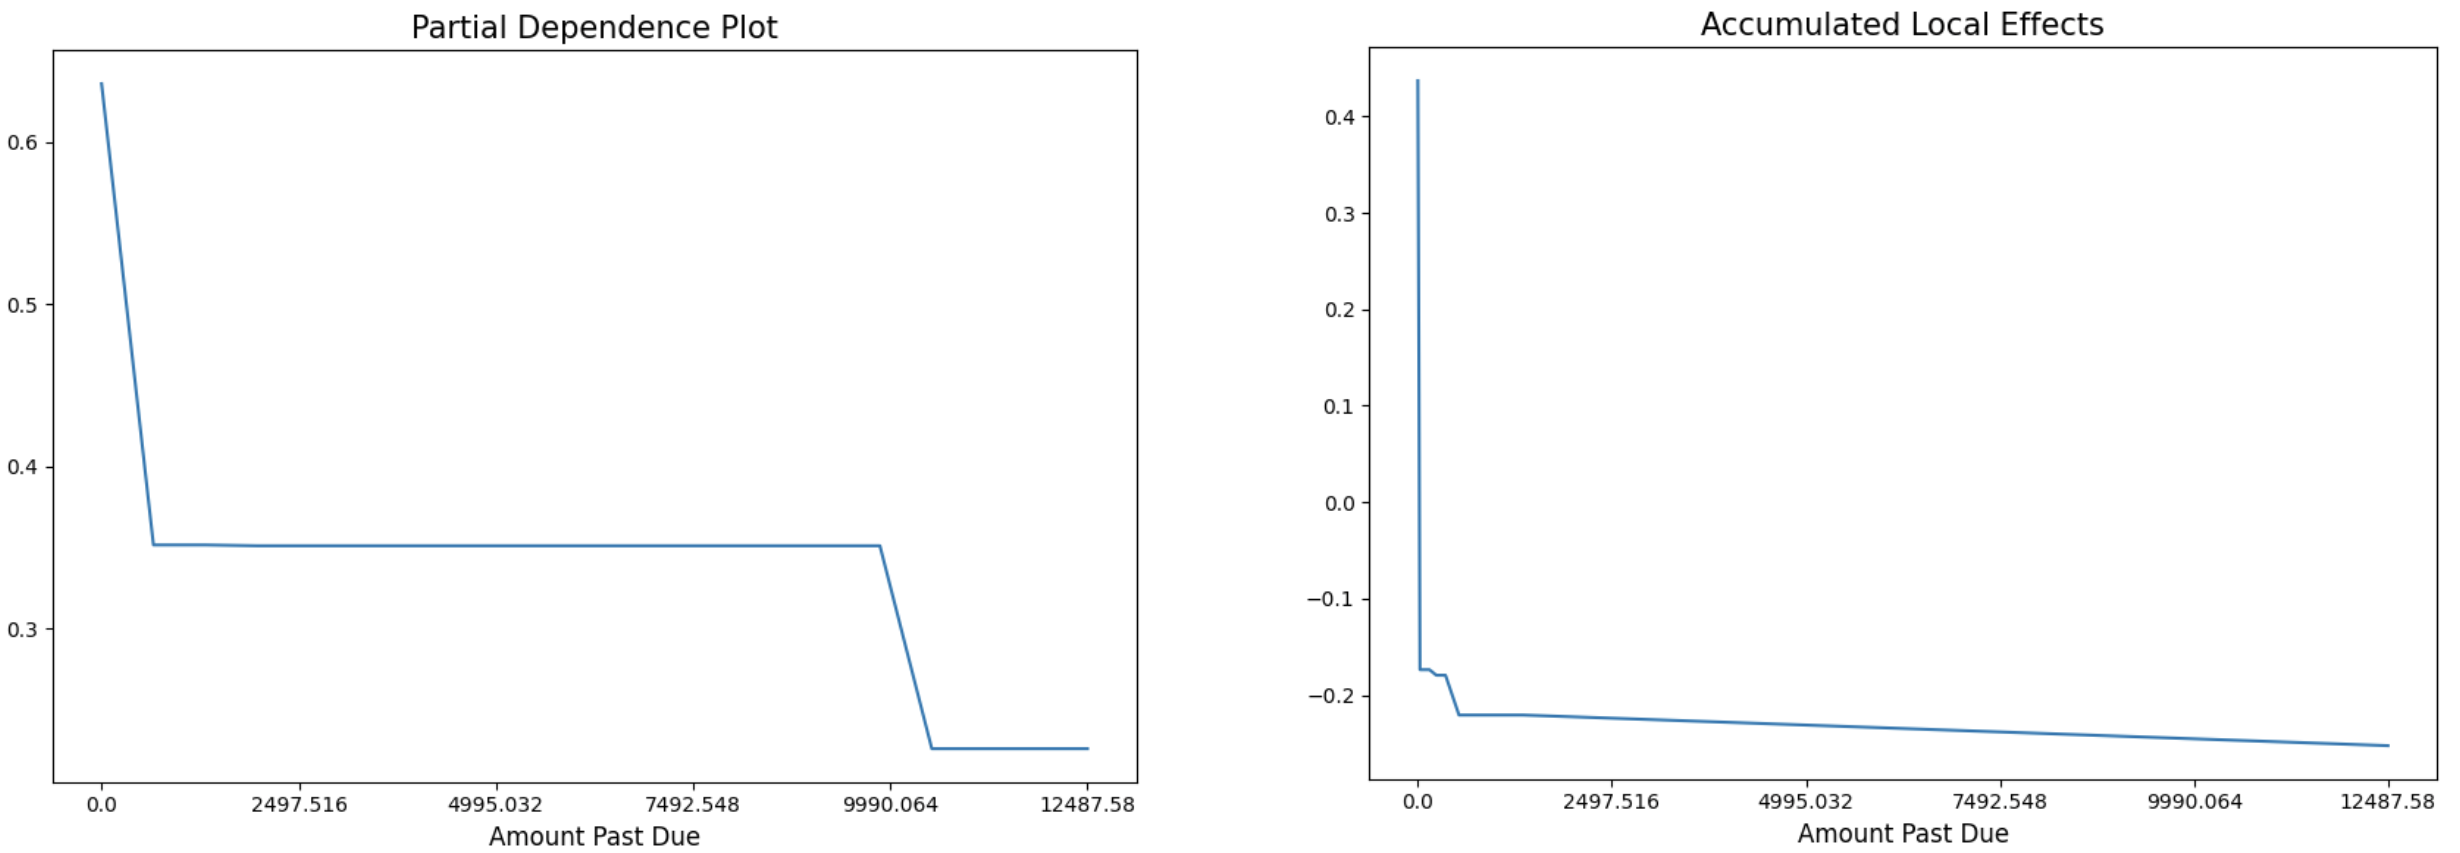 Partial Dependence Plot
0.6
0.5
0.4
0.3
0.0 2497.516 4995.032 7492.548 9990.064 12487.58
Amount Past Due
Accumulated Local Effects
0.4
0.3
0.2
0.1
0.0
−0.1
−0.2
0.0 2497.516 4995.032 7492.548 9990.064 12487.58
Amount Past Due